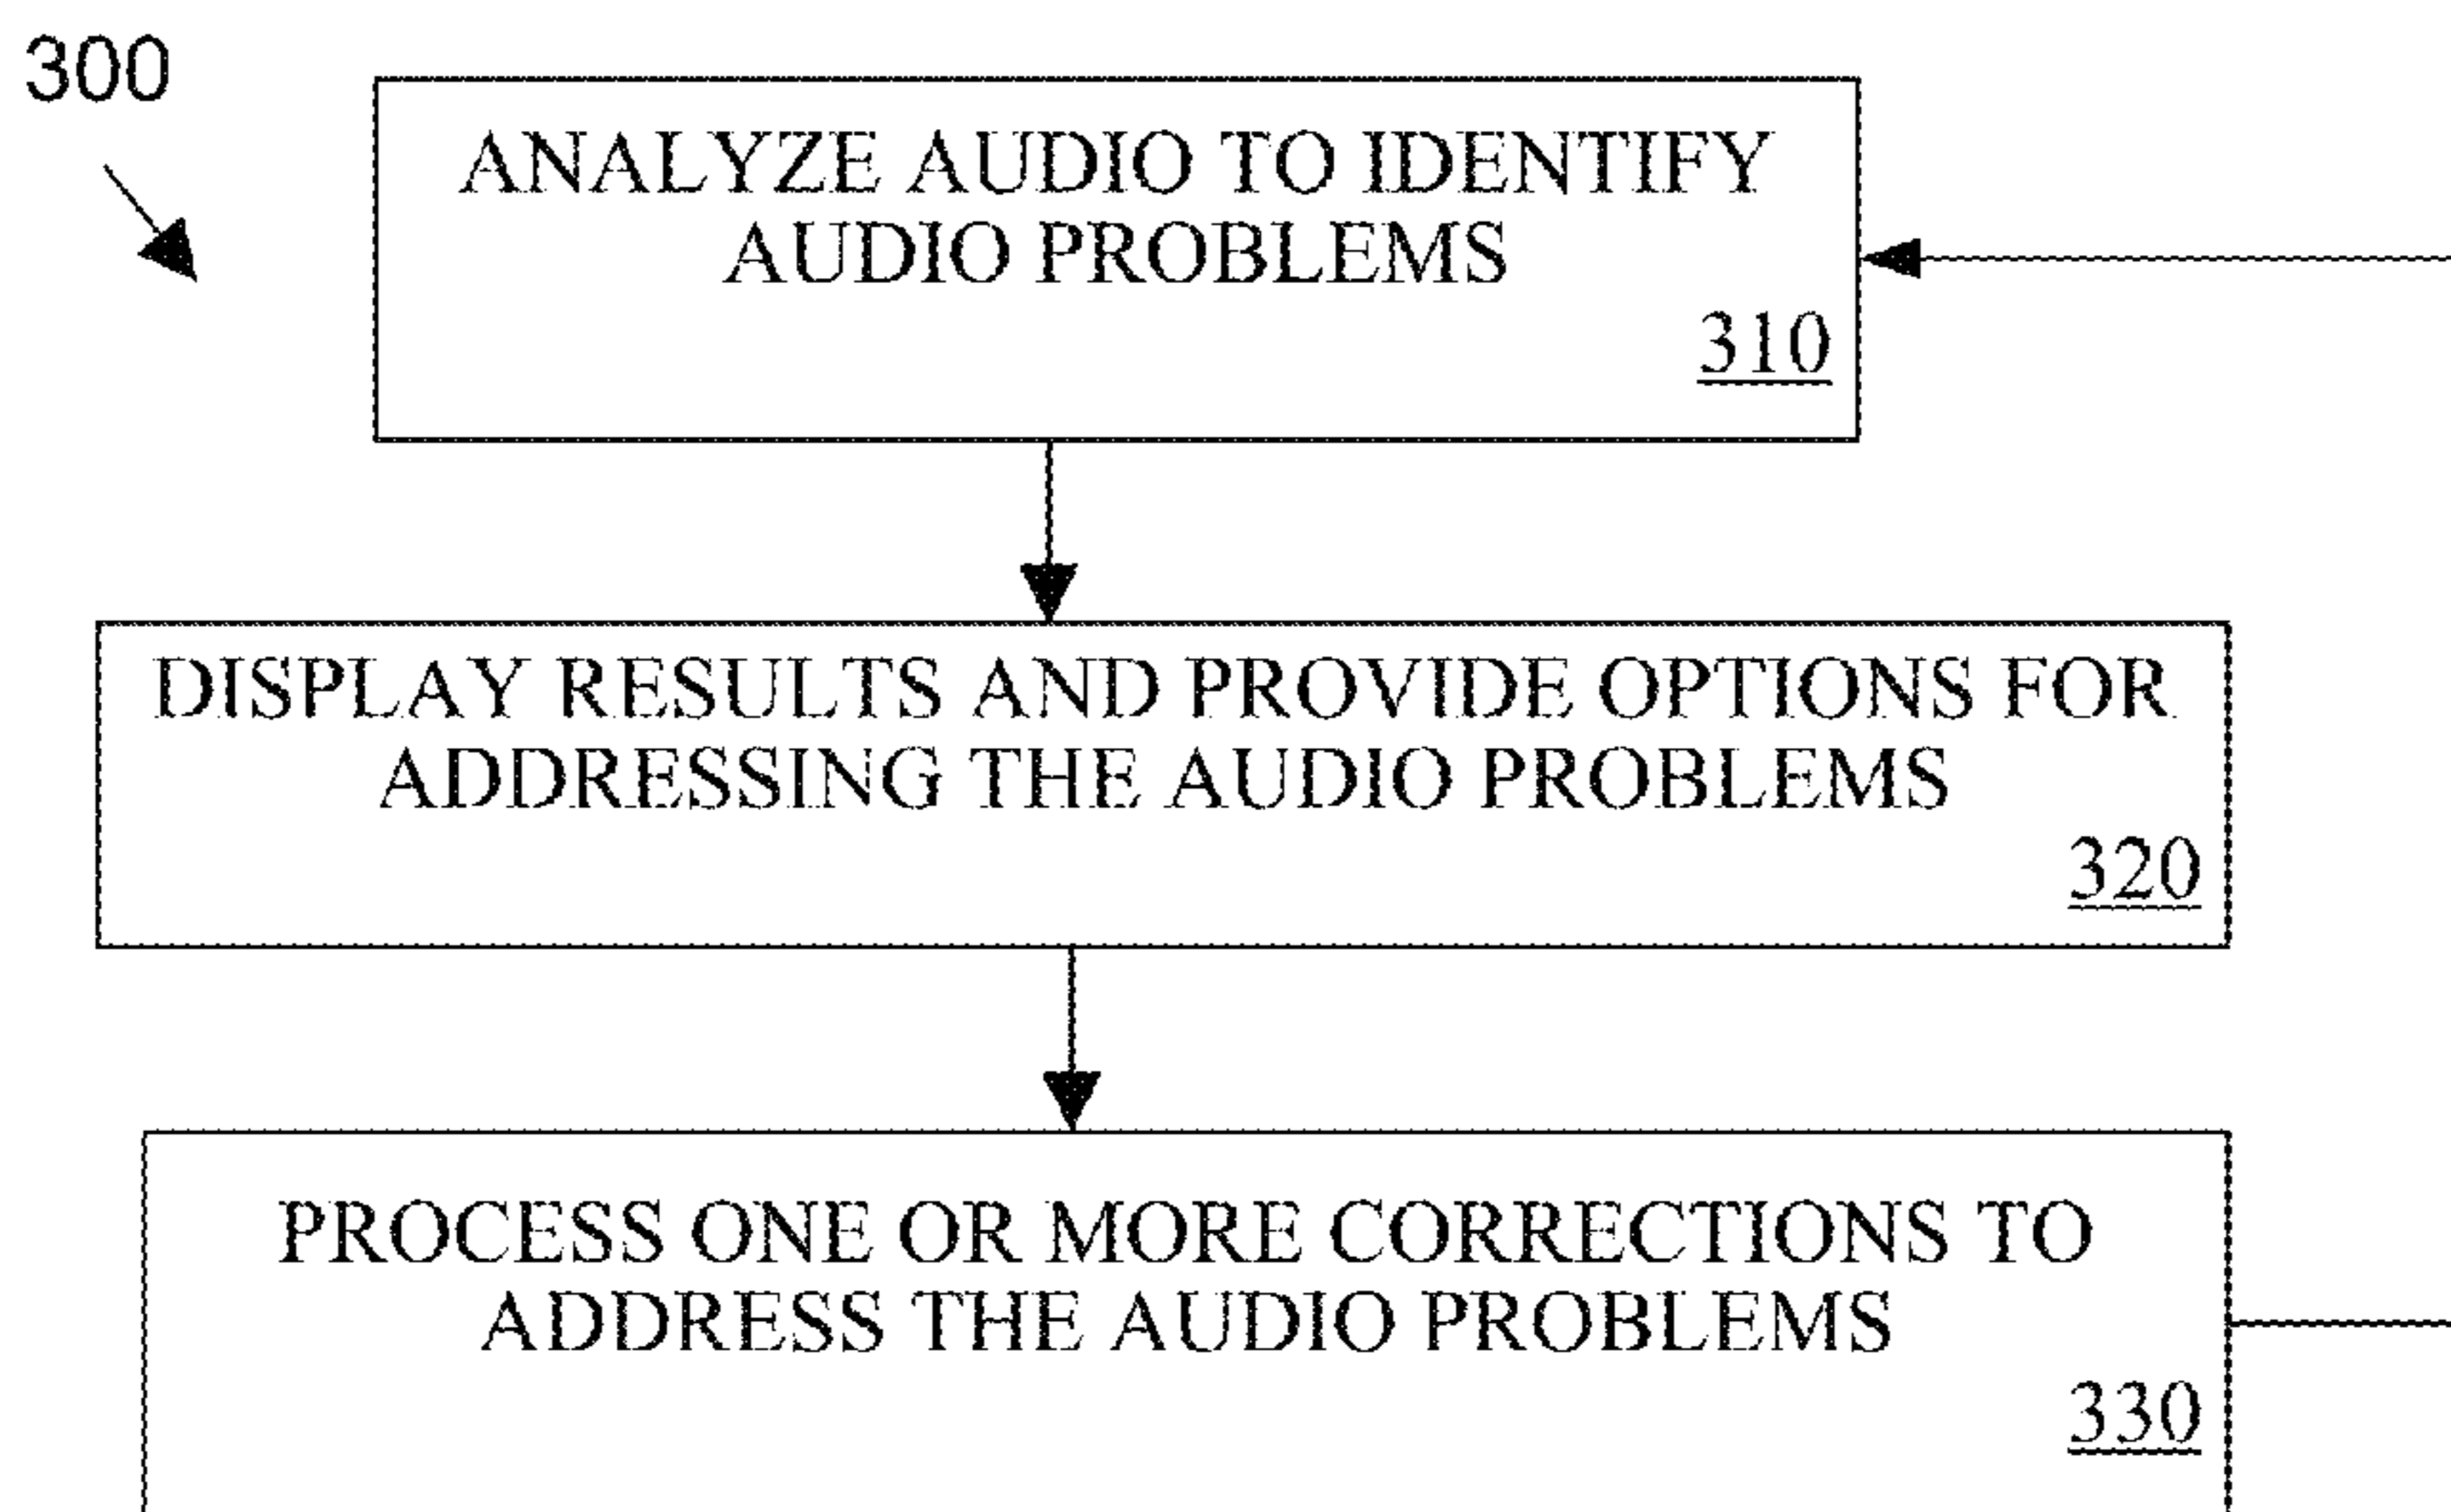 300
ANALYZE AUDIO TO IDENTIFY
AUDIO PROBLEMS
310
DISPLAY RESULTS AND PROVIDE OPTIONS FOR
ADDRESSING THE AUDIO PROBLEMS
320
PROCESS ONE OR MORE CORRECTIONS TO
ADDRESS THE AUDIO PROBLEMS
330